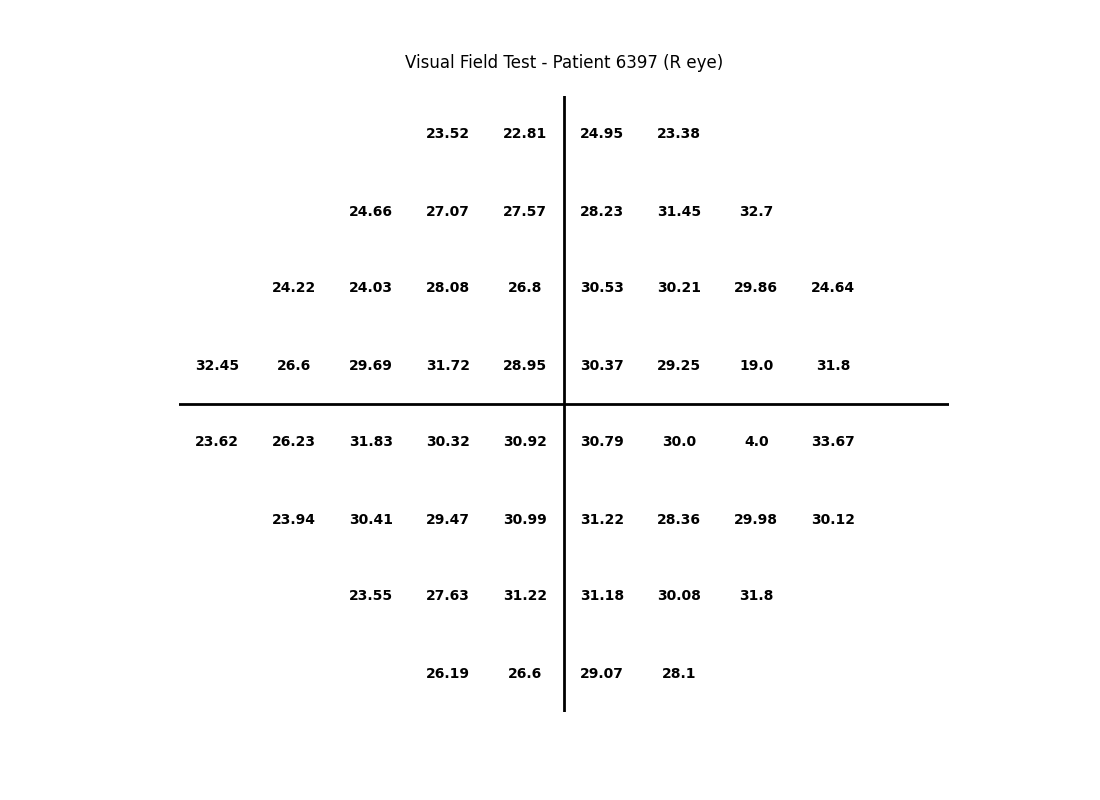 Visual Field Test - Patient 6397 (R eye)
23.52 22.81 24.95 23.38
24.66 27.07 27.57 28.23 31.45 32.7
24.22 24.03 28.08 26.8 30.53 30.21 29.86 24.64
32.45 26.6 29.69 31.72 28.95 30.37 29.25 19.0 31.8
23.62 26.23 31.83 30.32 30.92 30.79 30.0 4.0 33.67
23.94 30.41 29.47 30.99 31.22 28.36 29.98 30.12
23.55 27.63 31.22 31.18 30.08 31.8
26.19 26.6 29.07 28.1